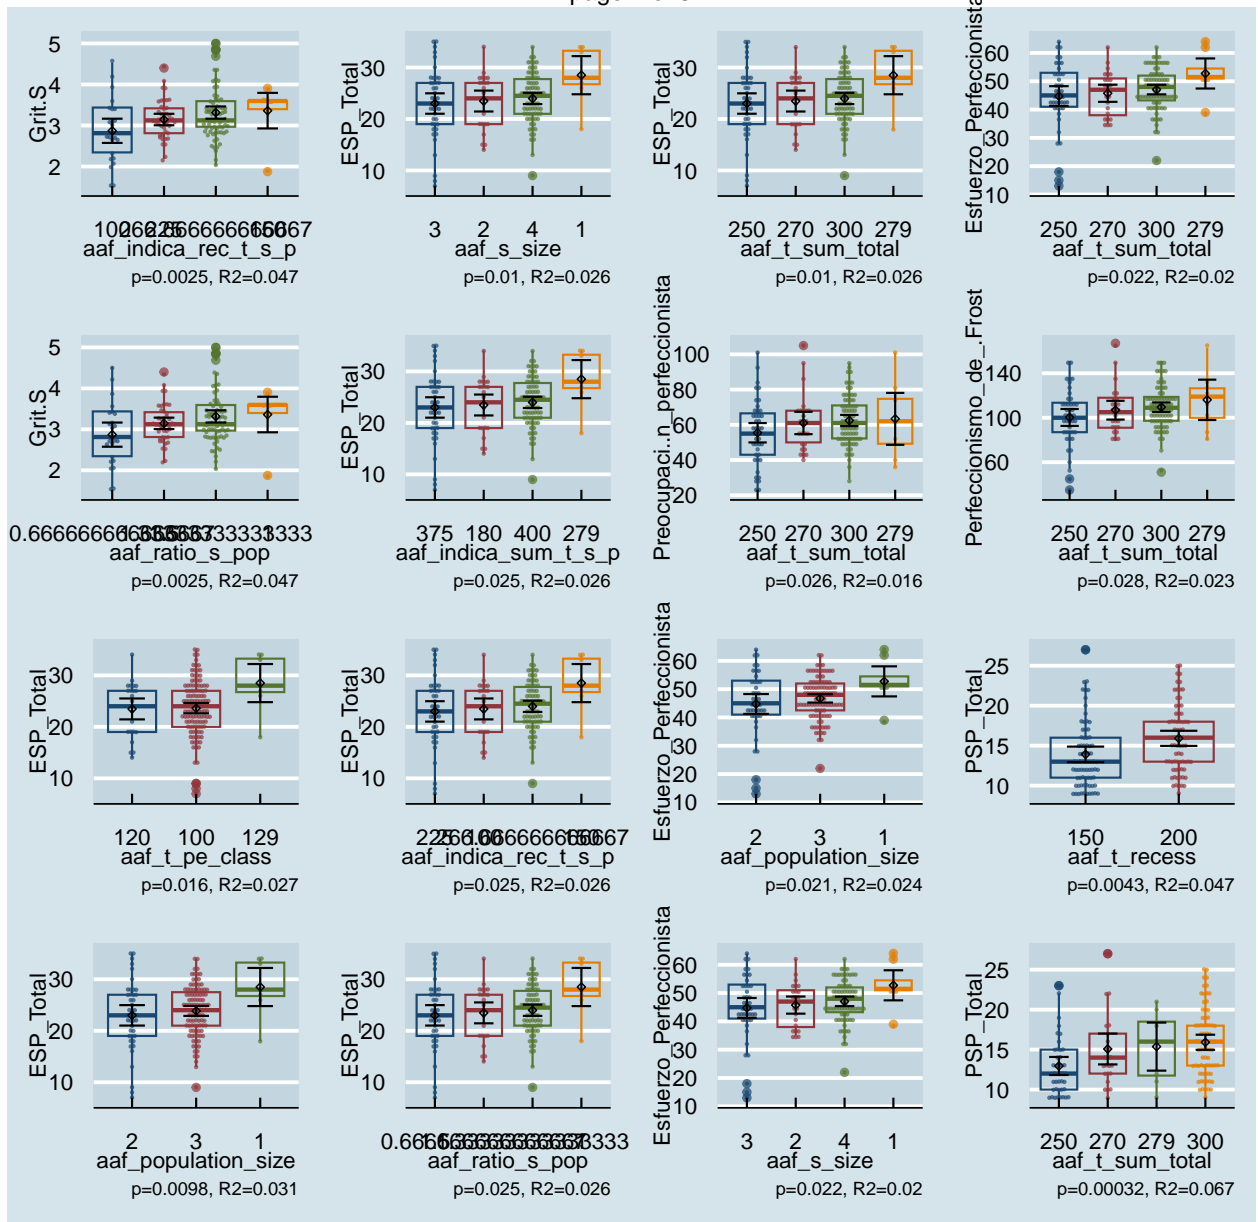 5
4
3
2
Grit.S
aaf_indica_rec_t_s_p
p=0.0025, R2=0.047
30
20
10
ESP_Total
3 2 4 1
aaf_s_size
p=0.01, R2=0.026
30
20
10
ESP_Total
250 270 300 279
aaf_t_sum_total
p=0.01, R2=0.026
60
50
40
30
20
10
Esfuerzo_Perfeccionista
250 270 300 279
aaf_t_sum_total
p=0.022, R2=0.02
5
4
3
2
Grit.S
aaf_ratio_s_pop
p=0.0025, R2=0.047
30
20
10
ESP_Total
375 180 400 279
aaf_indica_sum_t_s_p
p=0.025, R2=0.026
100
80
60
40
20
Preocupaci..n_perfeccionista
250 270 300 279
aaf_t_sum_total
p=0.026, R2=0.016
140
100
60
Perfeccionismo_de_.Frost
250 270 300 279
aaf_t_sum_total
p=0.028, R2=0.023
30
20
10
ESP_Total
120 100 129
aaf_t_pe_class
p=0.016, R2=0.027
30
20
10
ESP_Total
aaf_indica_rec_t_s_p
p=0.025, R2=0.026
60
50
40
30
20
10
Esfuerzo_Perfeccionista
2 3 1
aaf_population_size
p=0.021, R2=0.024
25
20
15
10
PSP_Total
150 200
aaf_t_recess
p=0.0043, R2=0.047
30
20
10
ESP_Total
2 3 1
aaf_population_size
p=0.0098, R2=0.031
30
20
10
ESP_Total
aaf_ratio_s_pop
p=0.025, R2=0.026
60
50
40
30
20
10
Esfuerzo_Perfeccionista
3 2 4 1
aaf_s_size
p=0.022, R2=0.02
25
20
15
10
PSP_Total
250 270 279 300
aaf_t_sum_total
p=0.00032, R2=0.067